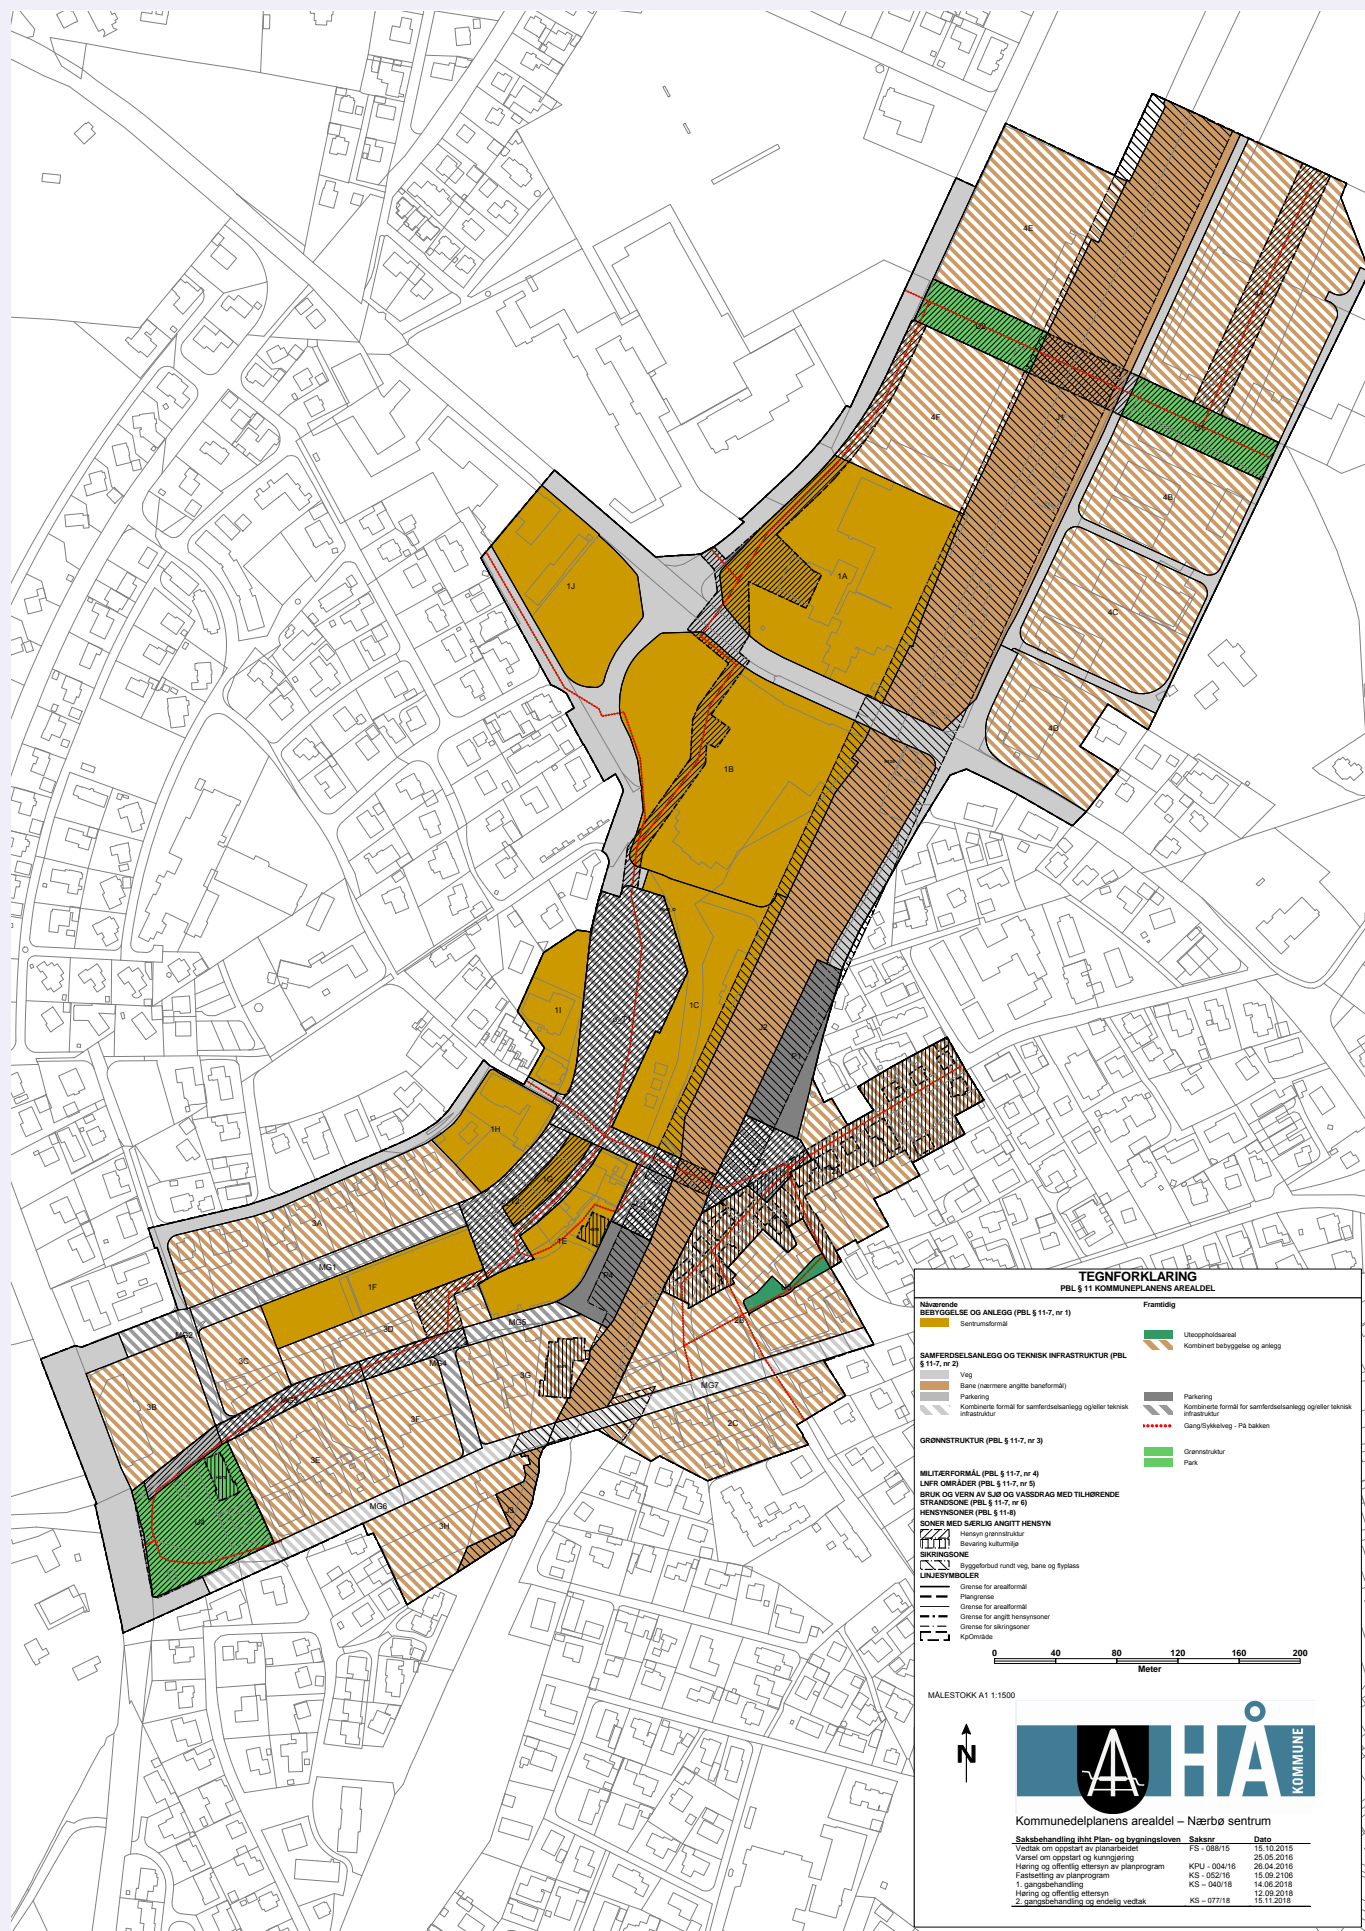 4E
4F
J1
4B
4C
4D
1A
1J
1B
1C
1I
J2
P1
1H
1G
1E
P4
3A
MG1
1F
MG2
3D
3C
MG5
MG4
3B
3G
3F
2B
MG7
2C
3E
MG6
3H
J3
TEGNFORKLARING
PBL § 11 KOMMUNEPLANENS AREALDEL
Nåværende Framtidig
BEBYGGELSE OG ANLEGG (PBL § 11-7, nr 1)
Sentrumsformål
Uteoppholdsareal
Kombinert bebyggelse og anlegg
SAMFERDSELSANLEGG OG TEKNISK INFRASTRUKTUR (PBL
§ 11-7, nr 2)
Veg
Bane (nærmere angitte baneformål)
Parkering Parkering
Kombinerte formål for samferdselsanlegg og/eller teknisk
infrastruktur
Kombinerte formål for samferdselsanlegg og/eller teknisk
infrastruktur
Gang/Sykkelveg - På bakken
GRØNNSTRUKTUR (PBL § 11-7, nr 3)
Grønnstruktur
Park
MILITÆRFORMÅL (PBL § 11-7, nr 4)
LNFR OMRÅDER (PBL § 11-7, nr 5)
BRUK OG VERN AV SJØ OG VASSDRAG MED TILHØRENDE
STRANDSONE (PBL § 11-7, nr 6)
HENSYNSONER (PBL § 11-8)
SONER MED SÆRLIG ANGITT HENSYN
Hensyn grønnstruktur
Bevaring kulturmiljø
SIKRINGSONE
Byggeforbud rundt veg, bane og flyplass
LINJESYMBOLER
Grense for arealformål
Plangrense
Grense for arealformål
Grense for angitt hensynsoner
Grense for sikringsoner
KpOmråde
0 40 80 120 160 200
Meter
MÅLESTOKK A1 1:1500
N
HÅ
KOMMUNE
Kommunedelplanens arealdel – Nærbø sentrum
Saksbehandling ihht Plan- og bygningsloven Saksnr Dato
Vedtak om oppstart av planarbeidet FS - 088/15 15.10.2015
Varsel om oppstart og kunngjøring 25.05.2016
Høring og offentlig ettersyn av planprogram KPU - 004/16 26.04.2016
Fastsetting av planprogram KS - 052/16 15.09.2106
1. gangsbehandling KS – 040/18 14.06.2018
Høring og offentlig ettersyn 12.09.2018
2. gangsbehandling og endelig vedtak KS – 077/18 15.11.2018